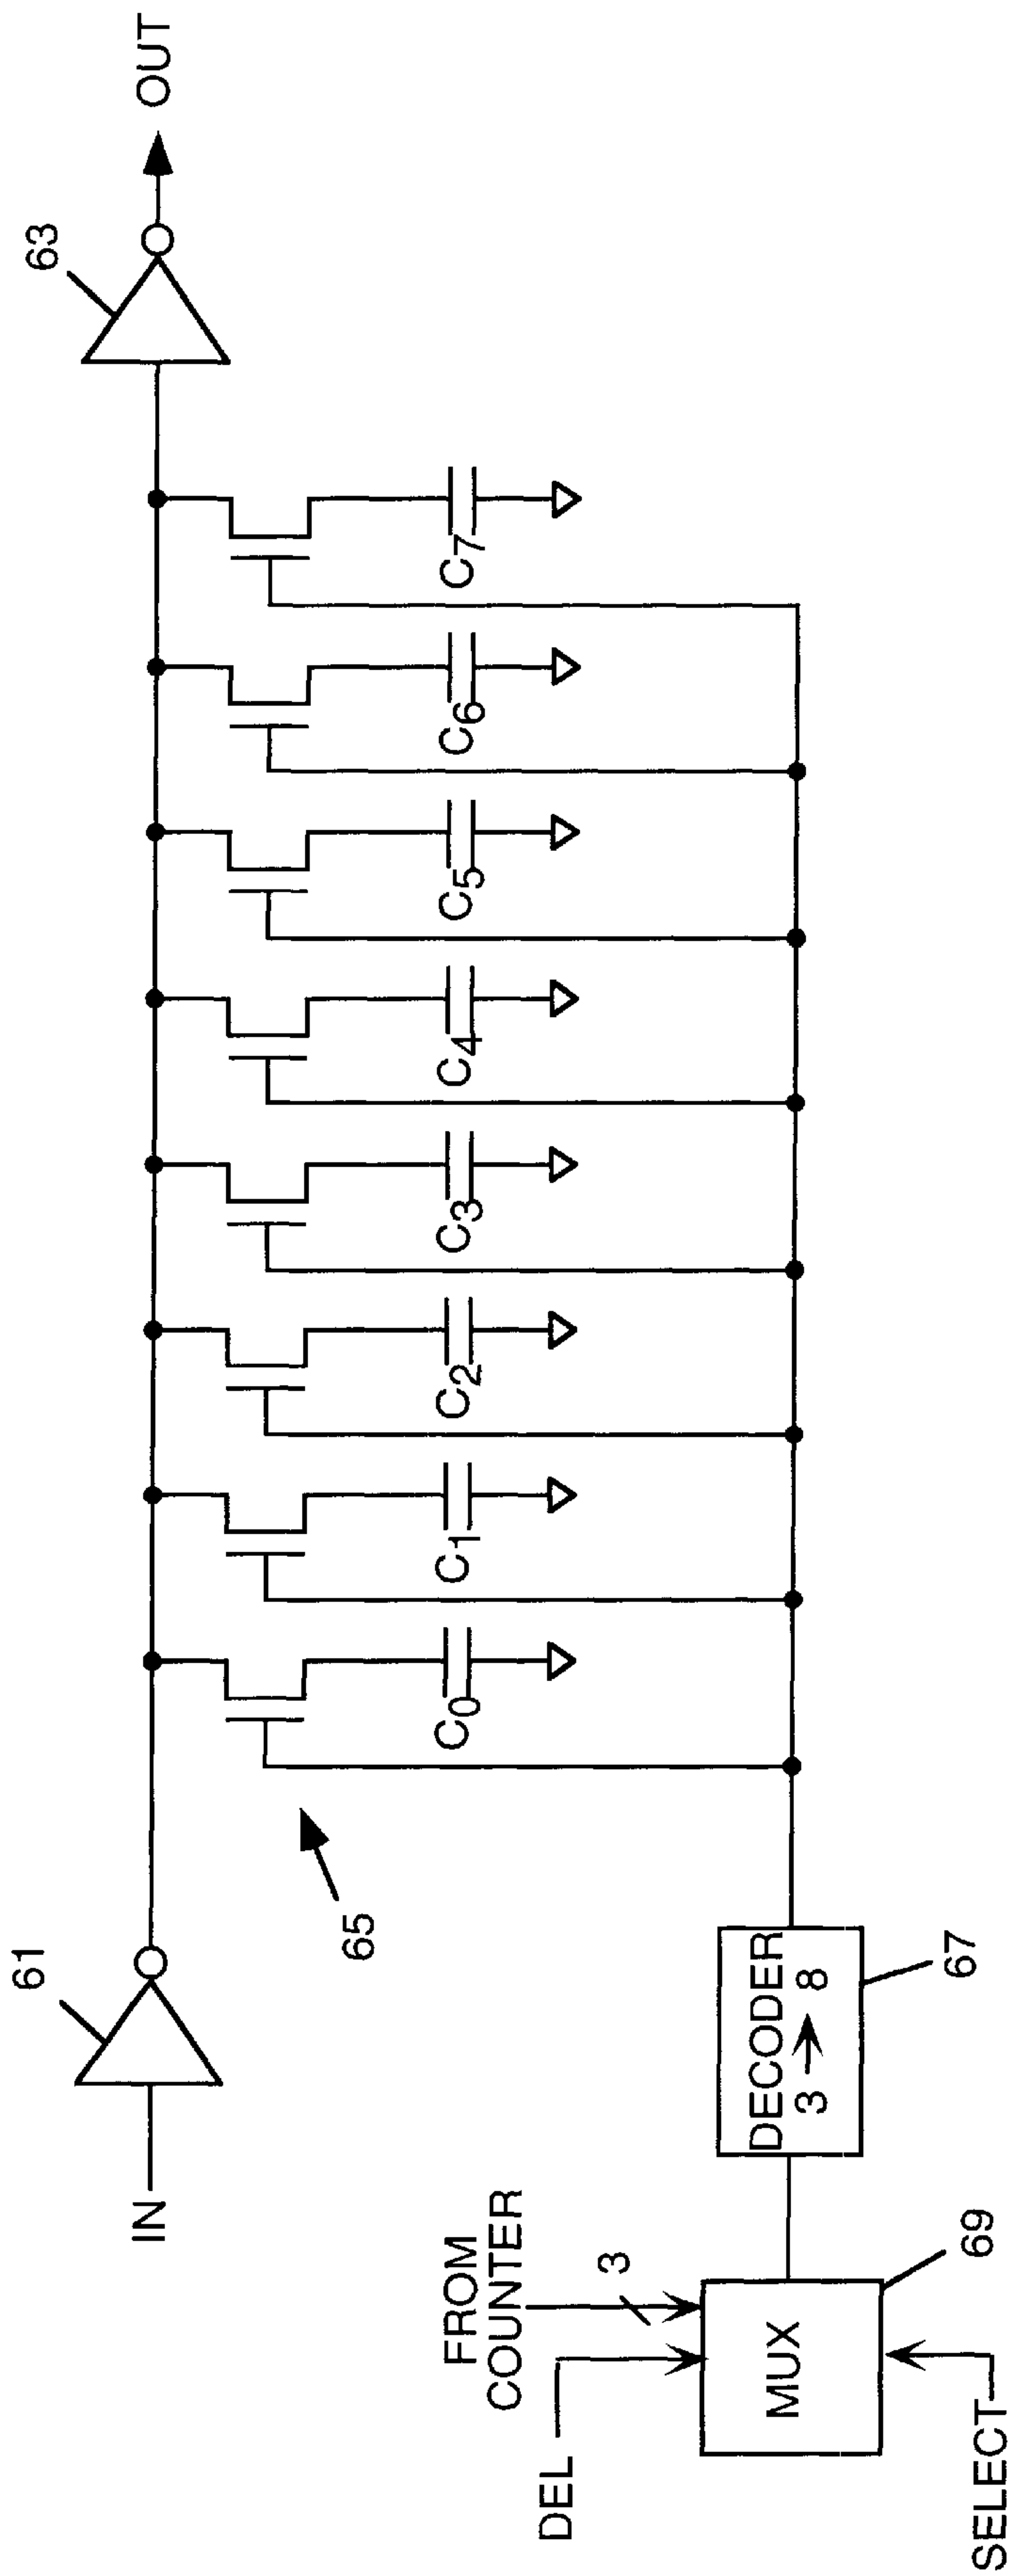 61
63
IN
OUT
65
C0
C1
C2
C3
C4
C5
C6
C7
FROM
COUNTER
3
DEL
MUX
69
SELECT
DECODER
3 → 8
67